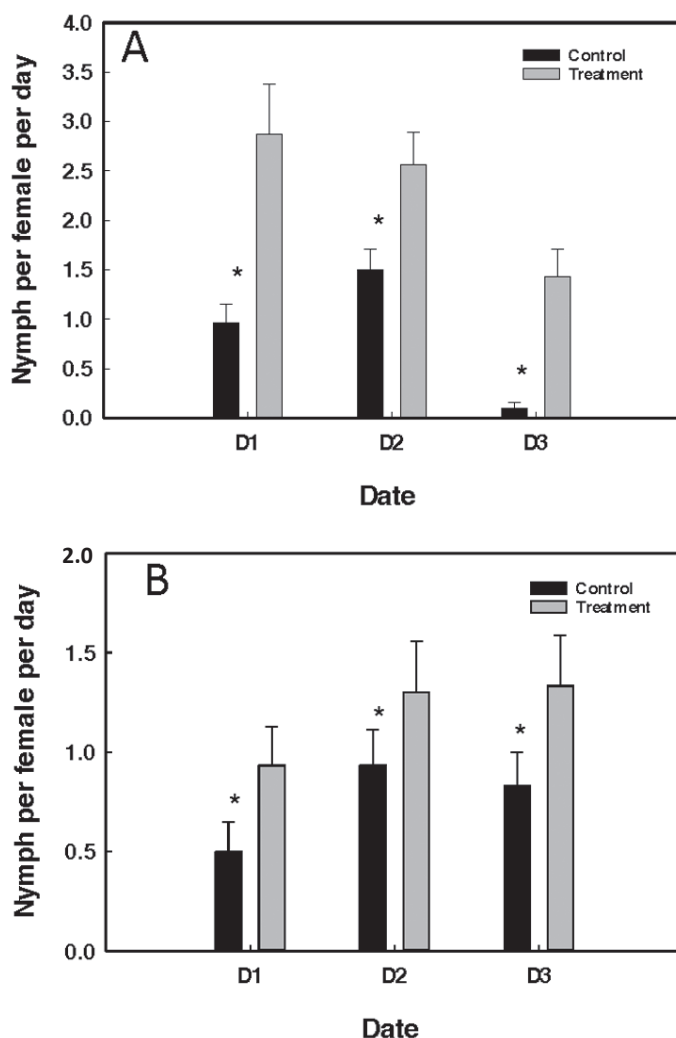 A
Control
Treatment
4.0
3.5
3.0
2.5
2.0
1.5
1.0
0.5
0.0
Nymph per female per day
*
*
*
D1 D2 D3
Date
B
Control
Treatment
2.0
1.5
1.0
0.5
0.0
Nymph per female per day
*
*
*
D1 D2 D3
Date